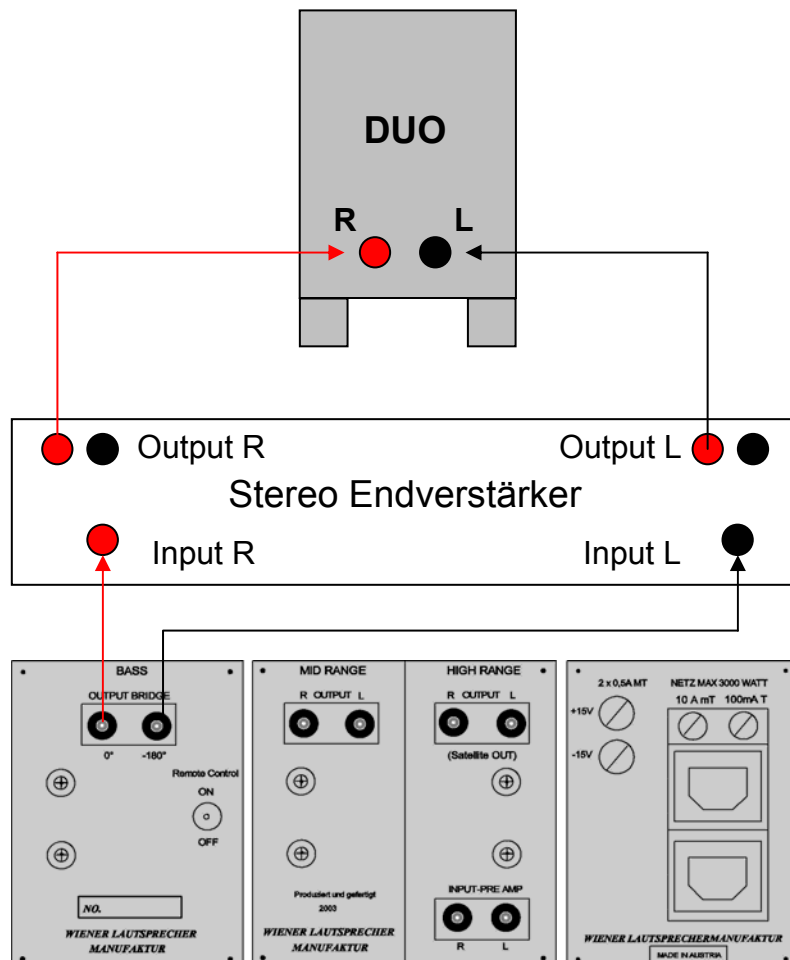 DUO
R L
Output R
Output L
Stereo Endverstärker
Input R
Input L
BASS
OUTPUT BRIDGE
0° -180°
Remote Control
ON
OFF
NO.
WIENER LAUTSPRECHER
MANUFAKTUR
MID RANGE
R OUTPUT L
Produziert und gefertigt
2003
WIENER LAUTSPRECHER
MANUFAKTUR
HIGH RANGE
R OUTPUT L
(Satellite OUT)
INPUT-PRE AMP
R L
2 x 0,5A MT
+15V
-15V
NETZ MAX 3000 WATT
10 A mT 100mA T
WIENER LAUTSPRECHERMANUFAKTUR
MADE IN AUSTRIA